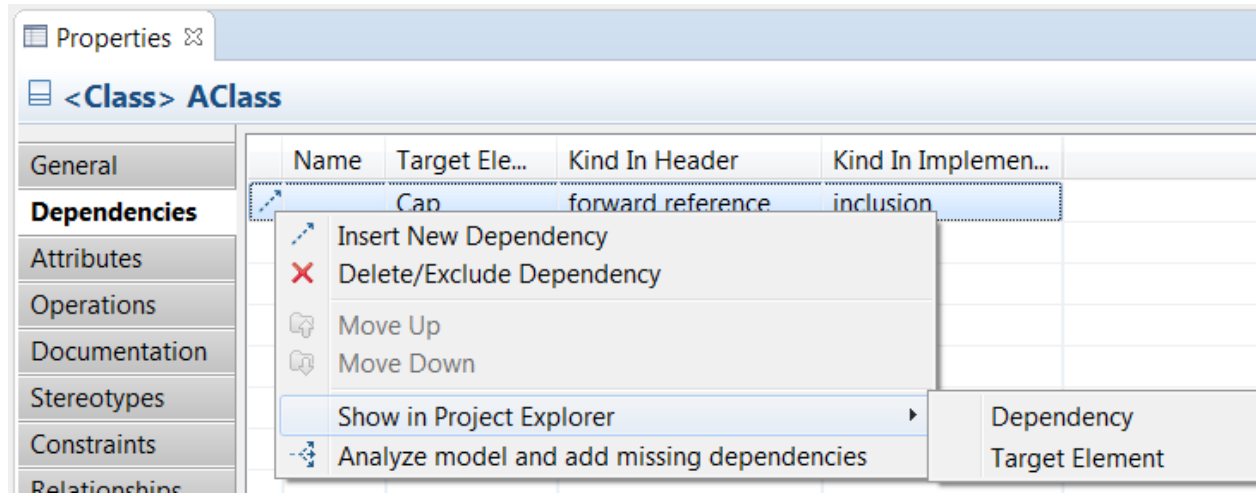 Properties
<Class> AClass
General
Dependencies
Attributes
Operations
Documentation
Stereotypes
Constraints
Relationships
Name Target Ele... Kind In Header Kind In Implemen...
Cap forward reference inclusion
Insert New Dependency
Delete/Exclude Dependency
Move Up
Move Down
Show in Project Explorer
Analyze model and add missing dependencies
Dependency
Target Element